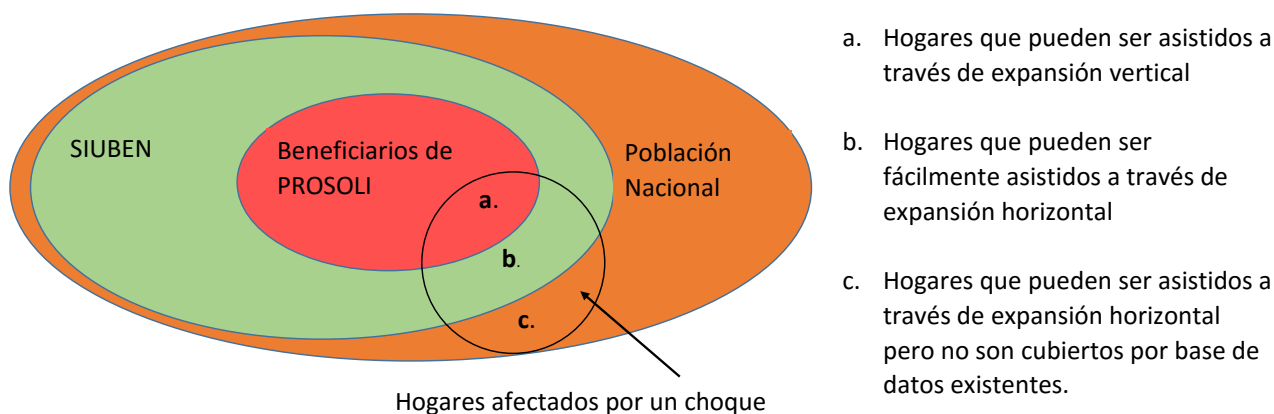 SIUBEN
Beneficiarios de
PROSOLI
Población
Nacional
a.
b.
c.
Hogares afectados por un choque
a. Hogares que pueden ser asistidos a
través de expansión vertical
b. Hogares que pueden ser
fácilmente asistidos a través de
expansión horizontal
c. Hogares que pueden ser asistidos a
través de expansión horizontal
pero no son cubiertos por base de
datos existentes.